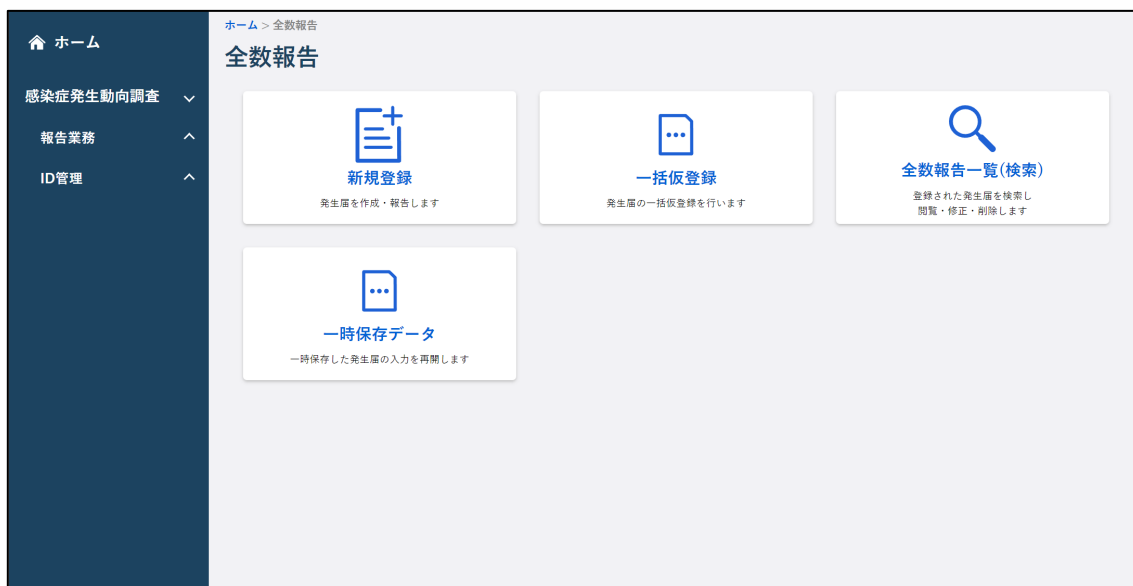 ホーム
感染症発生動向調査
報告業務
ID管理
ホーム > 全数報告
全数報告
新規登録
発生届を作成・報告します
一括仮登録
発生届の一括仮登録を行います
全数報告一覧(検索)
登録された発生届を検索し
閲覧・修正・削除します
一時保存データ
一時保存した発生届の入力を再開します